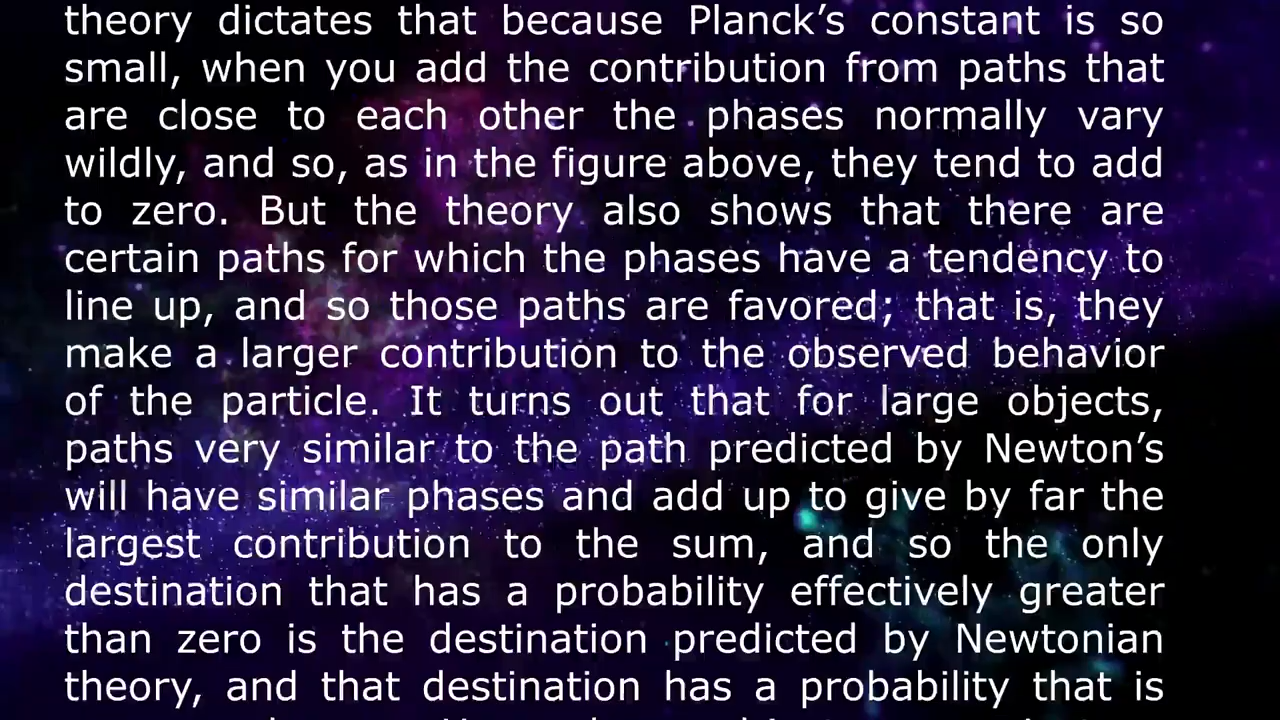 theory dictates that because Planck’s constant is so
small, when you add the contribution from paths that
are close to each other the phases normally vary
wildly, and so, as in the figure above, they tend to add
to zero. But the theory also shows that there are
certain paths for which the phases have a tendency to
line up, and so those paths are favored; that is, they
make a larger contribution to the observed behavior
of the particle. It turns out that for large objects,
paths very similar to the path predicted by Newton’s
will have similar phases and add up to give by far the
largest contribution to the sum, and so the only
destination that has a probability effectively greater
than zero is the destination predicted by Newtonian
theory, and that destination has a probability that is